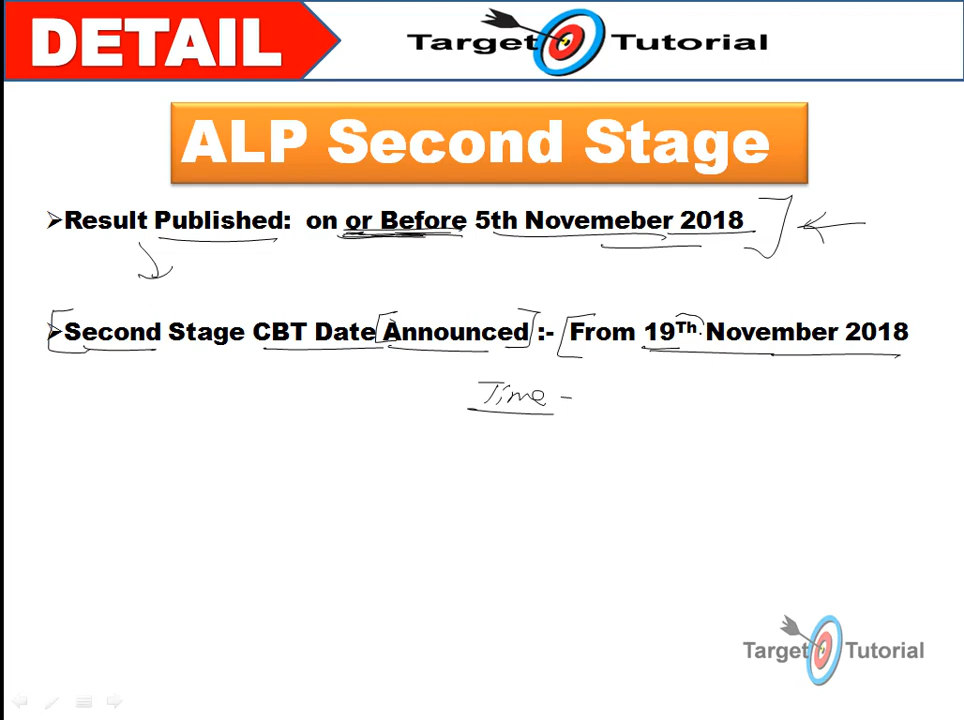 DETAIL
Target Tutorial
ALP Second Stage
➢Result Published: on or Before 5th Novemeber 2018
➢Second Stage CBT Date Announced :- From 19Th November 2018
Time -
Target Tutorial